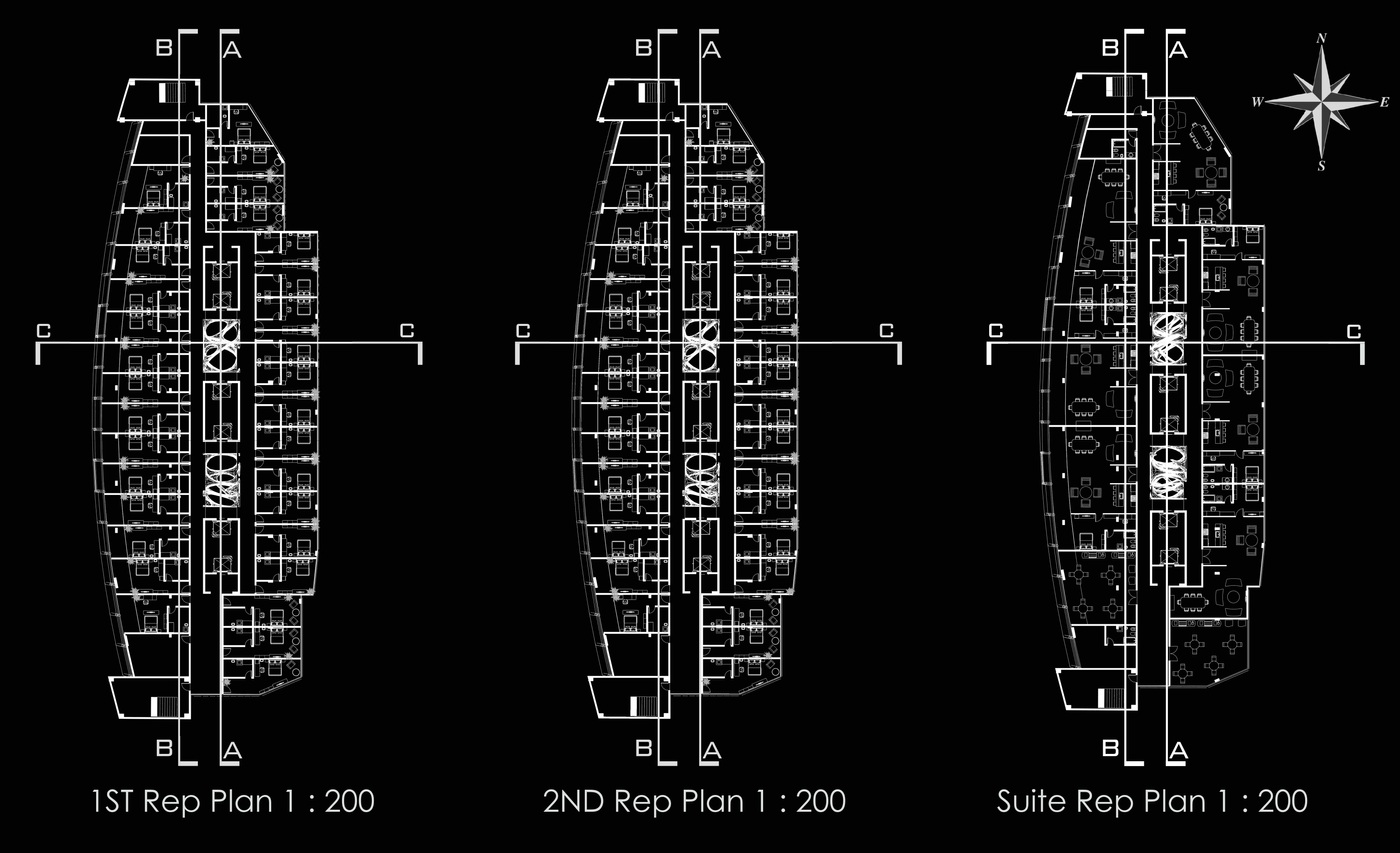 B A B A B A
N
W E
S
C C C C C C
B A B A B A
1ST Rep Plan 1 : 200
2ND Rep Plan 1 : 200
Suite Rep Plan 1 : 200